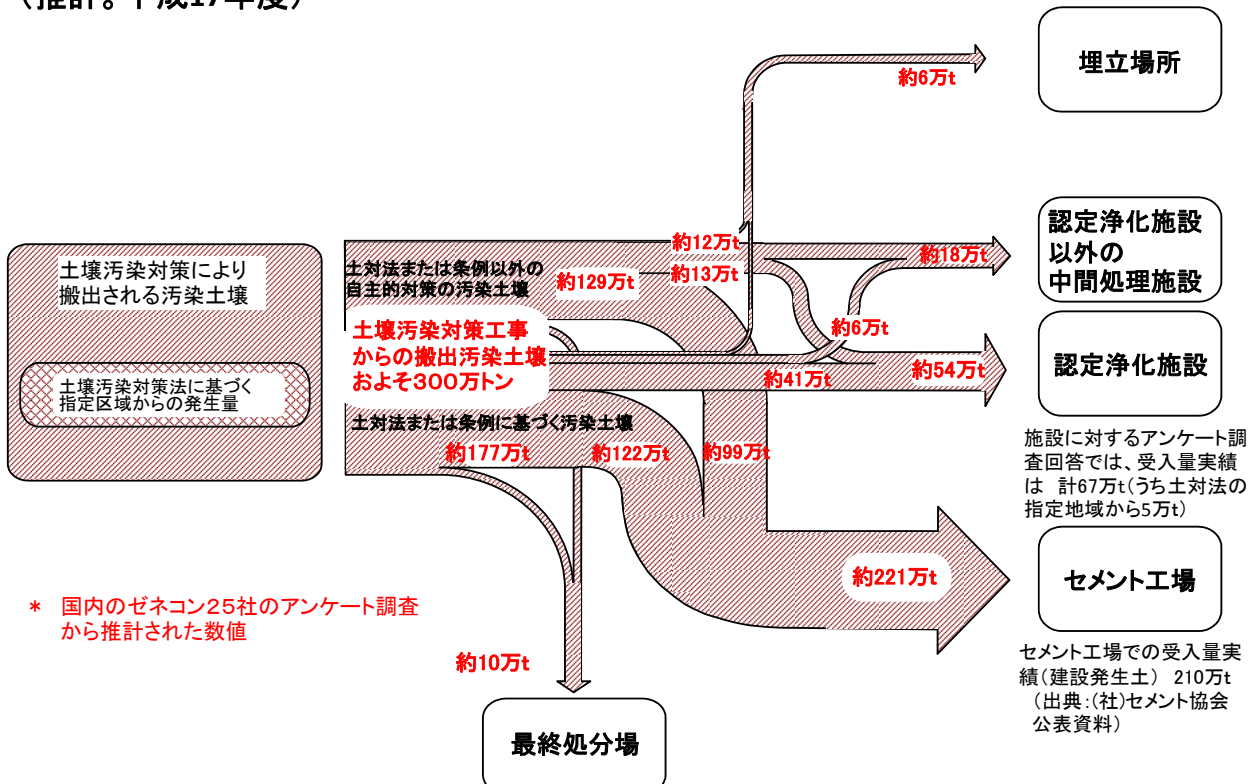 (推計。平成17年度)
約6万t
埋立場所
認定浄化施設
以外の
中間処理施設
土壌汚染対策により
搬出される汚染土壌
土壌汚染対策法に基づく
指定区域からの発生量
土対法または条例以外の
自主的対策の汚染土壌
約129万t
約12万t
約13万t
約18万t
土壌汚染対策工事
からの搬出汚染土壌
およそ300万トン
約6万t
約41万t
約54万t
認定浄化施設
土対法または条例に基づく汚染土壌
約177万t
約122万t
約99万t
施設に対するアンケート調
査回答では、受入量実績
は 計67万t(うち土対法の
指定地域から5万t)
約221万t
セメント工場
セメント工場での受入量実
績(建設発生土) 210万t
(出典:(社)セメント協会
公表資料)
* 国内のゼネコン25社のアンケート調査
から推計された数値
約10万t
最終処分場